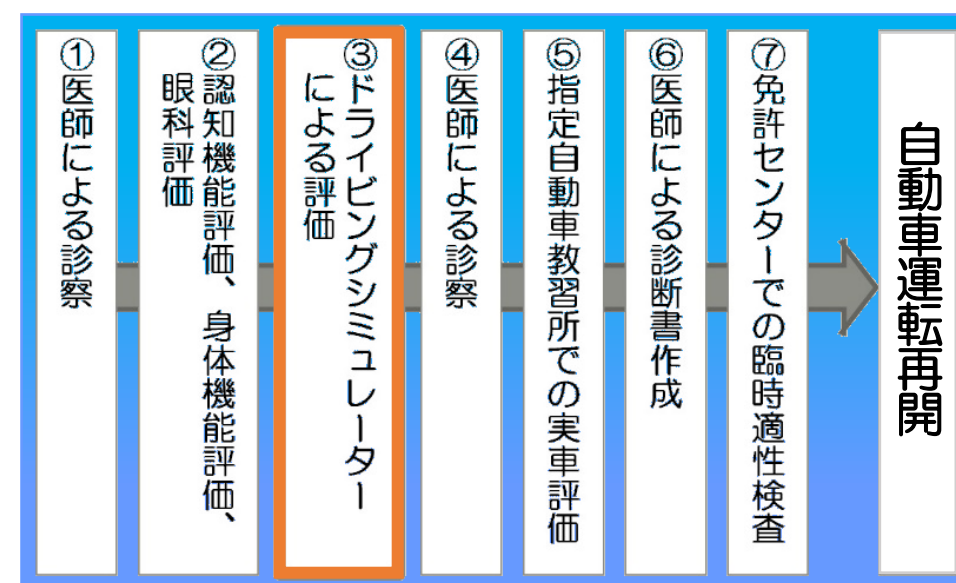 ①医師による診察
②認知機能評価、身体機能評価、
眼科評価
③ドライビングシミュレーター
による評価
④医師による診察
⑤指定自動車教習所での実車評価
⑥医師による診断書作成
⑦免許センターでの臨時適性検査
自動車運転再開